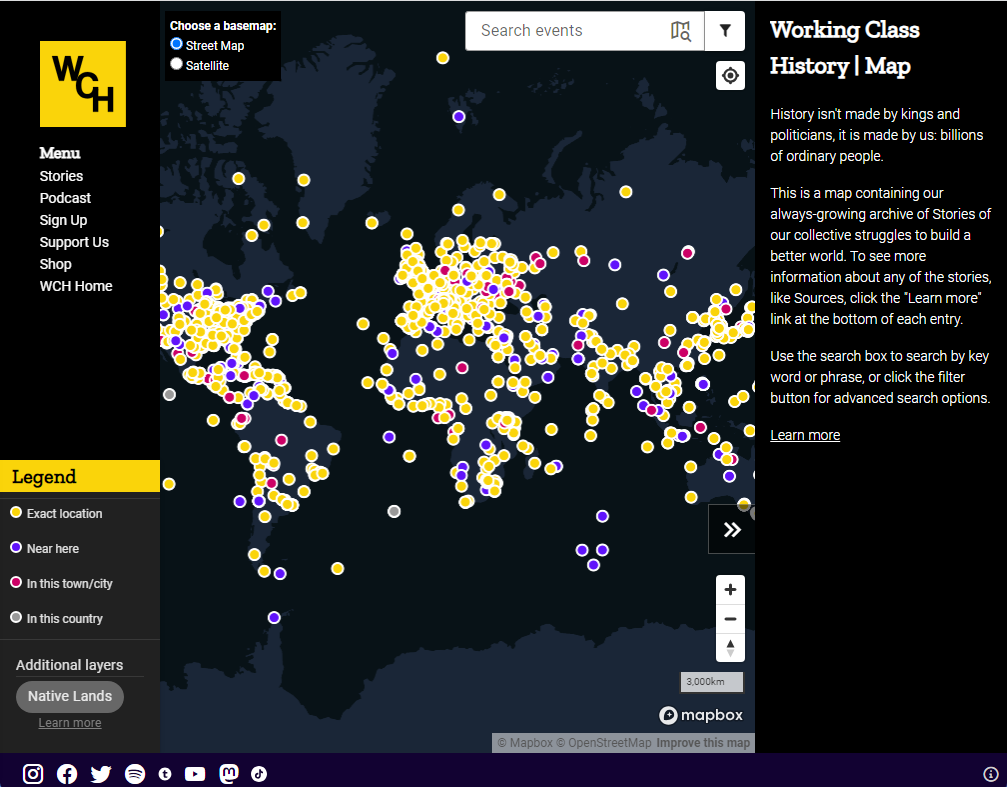 WCH
Menu
Stories
Podcast
Sign Up
Support Us
Shop
WCH Home
Legend
Exact location
Near here
In this town/city
In this country
Additional layers
Native Lands
Learn more
Choose a basemap:
Street Map
Satellite
Search events
3,000km
mapbox
© Mapbox © OpenStreetMap Improve this map
Working Class
History | Map
History isn't made by kings and
politicians, it is made by us: billions
of ordinary people.
This is a map containing our
always-growing archive of Stories of
our collective struggles to build a
better world. To see more
information about any of the stories,
like Sources, click the "Learn more"
link at the bottom of each entry.
Use the search box to search by key
word or phrase, or click the filter
button for advanced search options.
Learn more